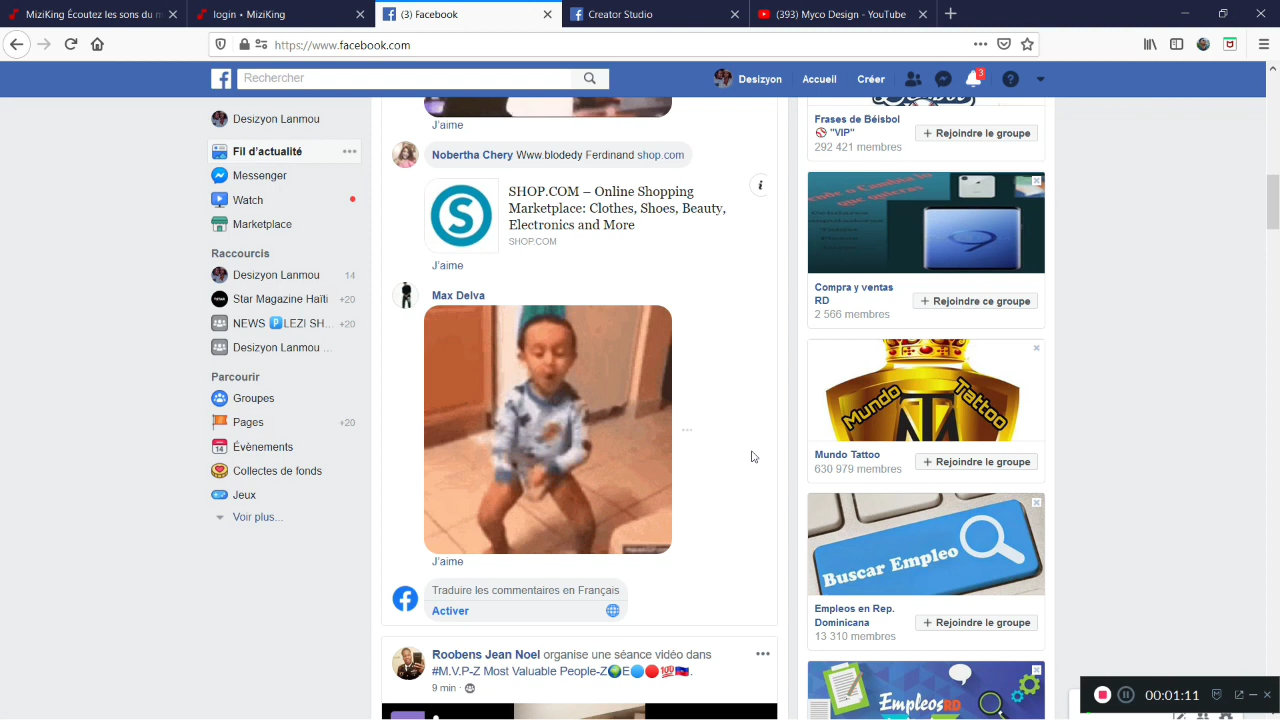 MiziKing Écoutez les sons du m
login • MiziKing
(3) Facebook
Creator Studio
(393) Myco Design - YouTube
https://www.facebook.com
Rechercher
Desizyon
Accueil
Créer
3
Desizyon Lanmou
Fil d'actualité
Messenger
Watch
Marketplace
Raccourcis
Desizyon Lanmou 14
Star Magazine Haïti +20
NEWS 🅿️LEZI SH... +20
Desizyon Lanmou ...
Parcourir
Groupes
Pages +20
Évènements
Collectes de fonds
Jeux
Voir plus...
J'aime
Nobertha Chery Www.blodedy Ferdinand shop.com
SHOP.COM – Online Shopping
Marketplace: Clothes, Shoes, Beauty,
Electronics and More
SHOP.COM
J'aime
Max Delva
J'aime
Traduire les commentaires en Français
Activer
Roobens Jean Noel organise une séance vidéo dans
#M.V.P-Z Most Valuable People-Z🌍E🔵🔴💯🇭🇹.
9 min ·
Frases de Béisbol
🚫 "VIP"
292 421 membres
+ Rejoindre le groupe
Compra y ventas
RD
2 566 membres
+ Rejoindre ce groupe
Mundo Tattoo
Mundo Tattoo
630 979 membres
+ Rejoindre le groupe
Buscar Empleo
Empleos en Rep.
Dominicana
13 310 membres
+ Rejoindre le groupe
EmpleosRD
00:01:11